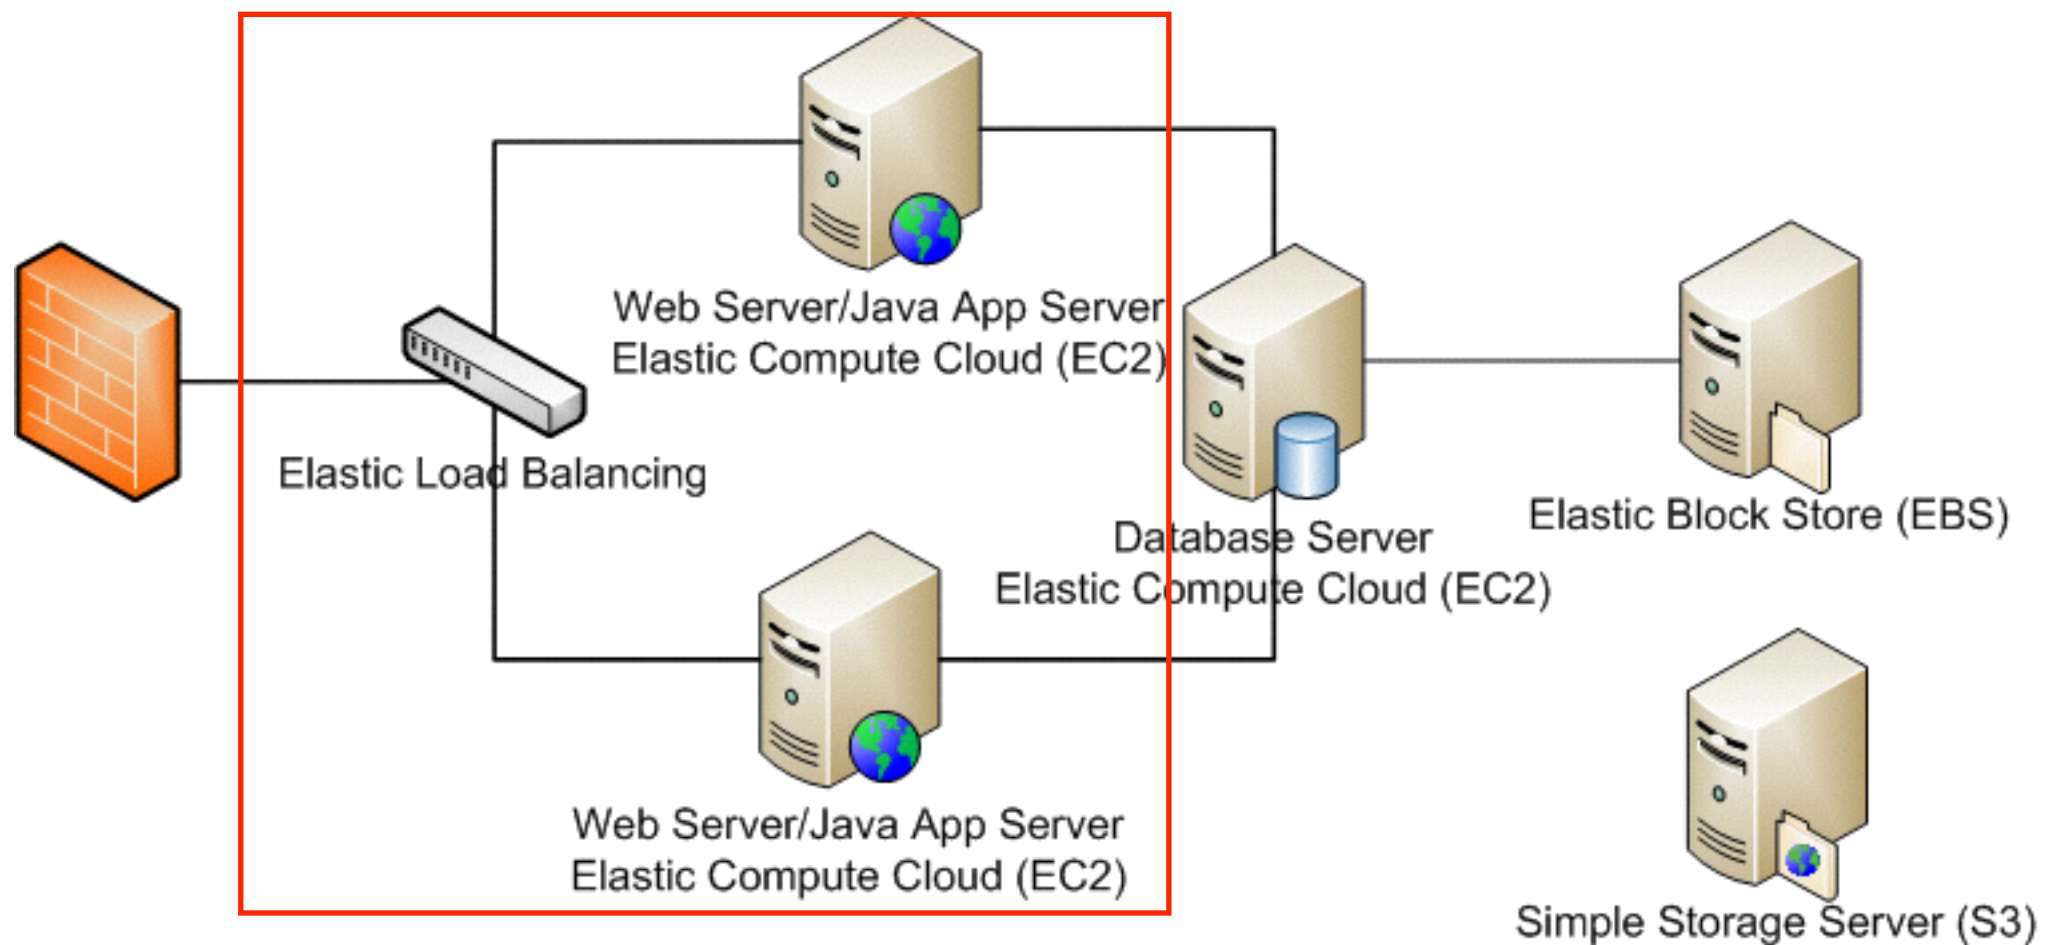 Web Server/Java App Server
Elastic Compute Cloud (EC2)
Elastic Load Balancing
Database Server
Elastic Compute Cloud (EC2)
Elastic Block Store (EBS)
Web Server/Java App Server
Elastic Compute Cloud (EC2)
Simple Storage Server (S3)